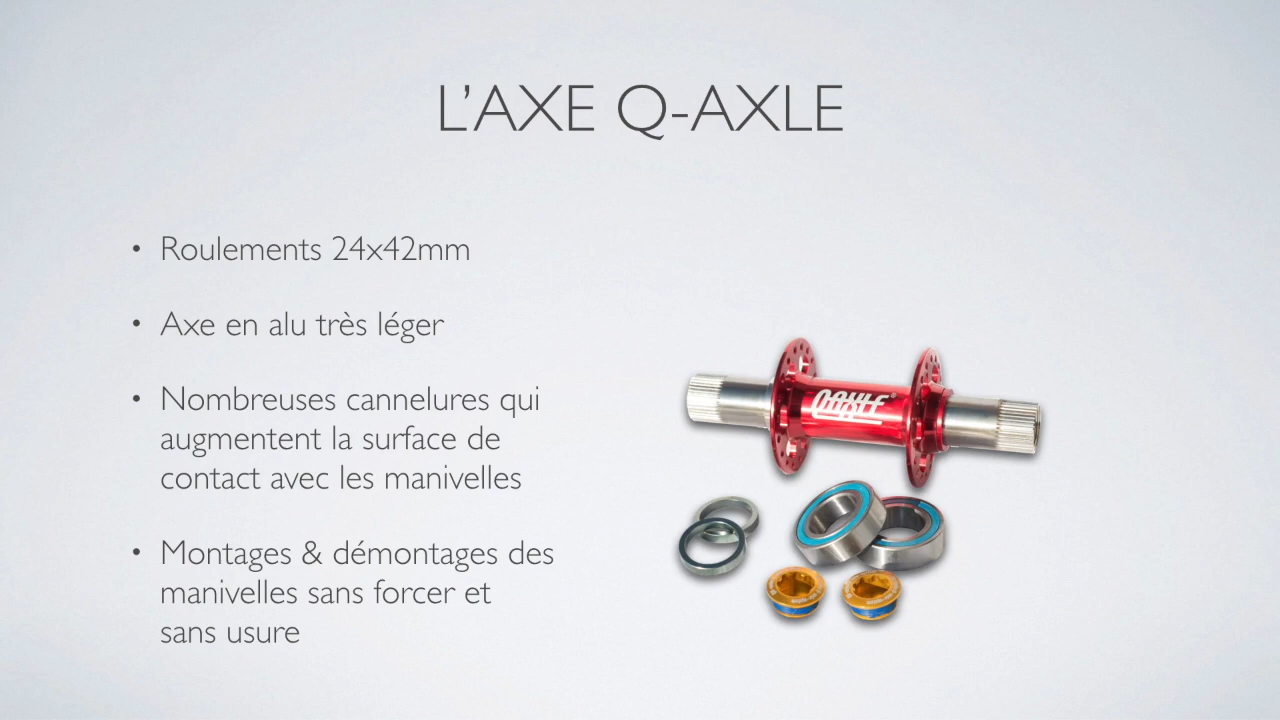 L’AXE Q-AXLE
• Roulements 24x42mm
• Axe en alu très léger
• Nombreuses cannelures qui
augmentent la surface de
contact avec les manivelles
QAXLE
• Montages & démontages des
manivelles sans forcer et
sans usure